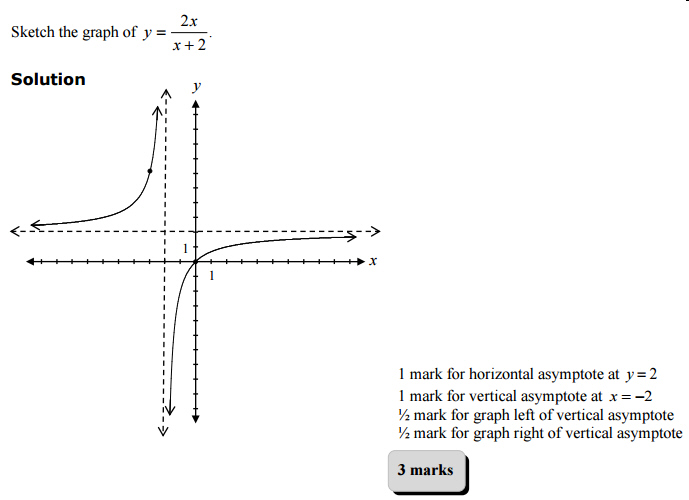 Sketch the graph of y = 2x / (x + 2).
Solution
y
1
x
1
1 mark for horizontal asymptote at y = 2
1 mark for vertical asymptote at x = −2
½ mark for graph left of vertical asymptote
½ mark for graph right of vertical asymptote
3 marks